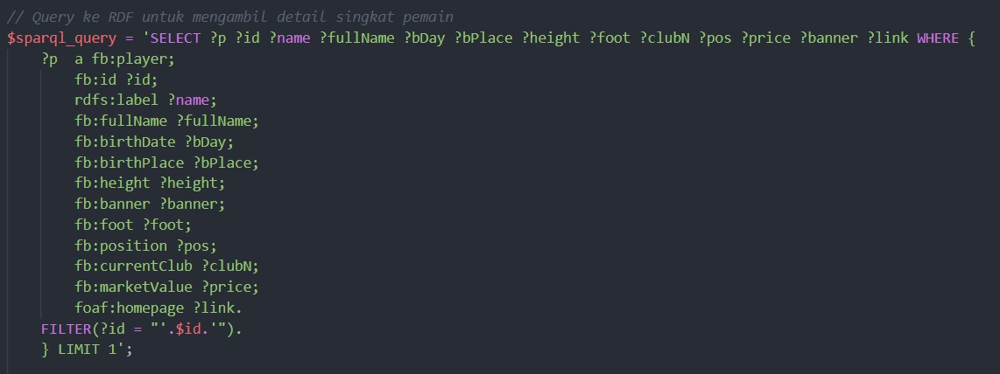 // Query ke RDF untuk mengambil detail singkat pemain
$sparql_query = 'SELECT ?p ?id ?name ?fullName ?bDay ?bPlace ?height ?foot ?clubN ?pos ?price ?banner ?link WHERE {
?p  a fb:player;
fb:id ?id;
rdfs:label ?name;
fb:fullName ?fullName;
fb:birthDate ?bDay;
fb:birthPlace ?bPlace;
fb:height ?height;
fb:banner ?banner;
fb:foot ?foot;
fb:position ?pos;
fb:currentClub ?clubN;
fb:marketValue ?price;
foaf:homepage ?link.
FILTER(?id = "'.$id.'").
} LIMIT 1';